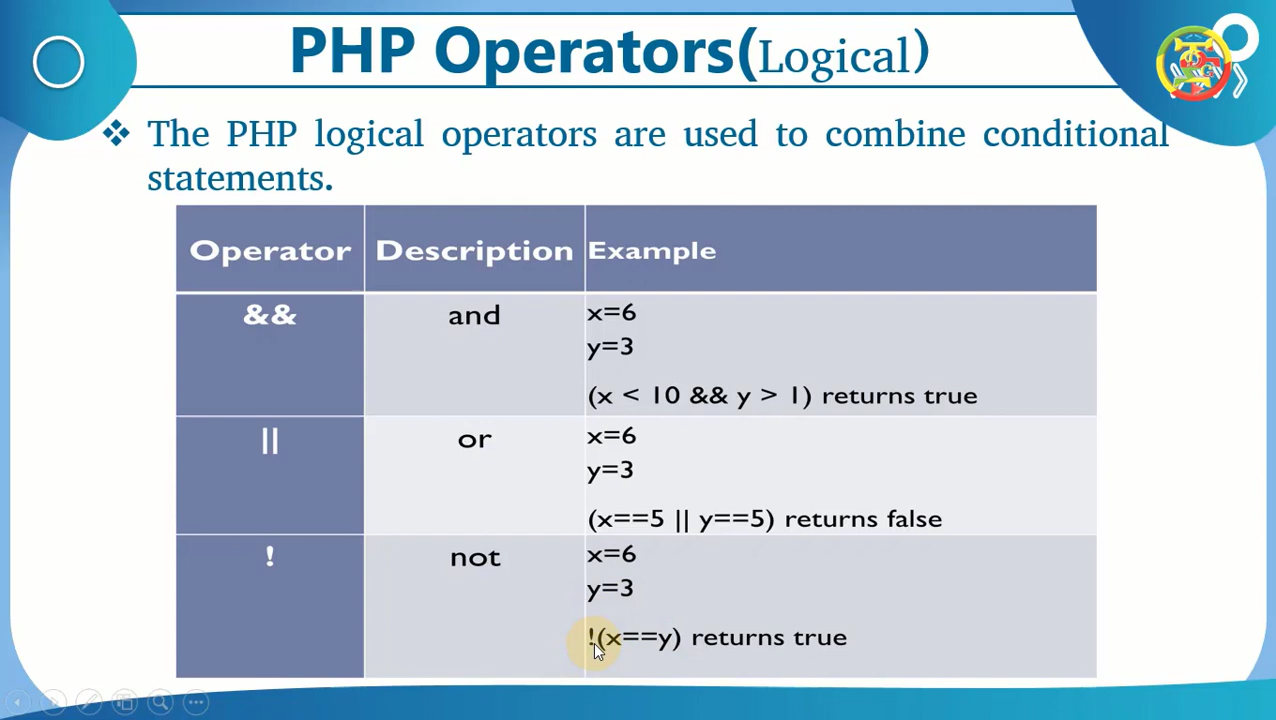 PHP Operators(Logical)
❖ The PHP logical operators are used to combine conditional
statements.
Operator Description Example
&& and x=6
y=3
(x < 10 && y > 1) returns true
|| or x=6
y=3
(x==5 || y==5) returns false
! not x=6
y=3
!(x==y) returns true